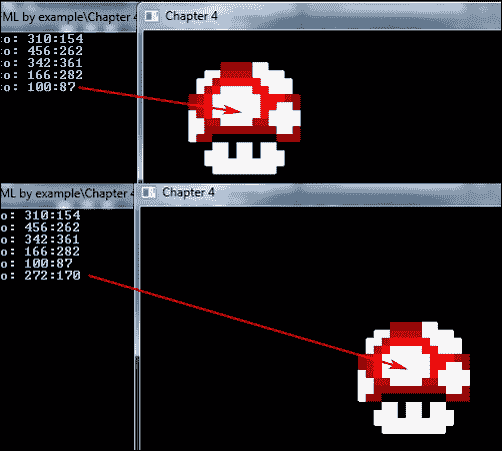 ML by example\Chapter 4
Chapter 4
o: 310:154
o: 456:262
o: 342:361
o: 166:282
o: 100:87
ML by example\Chapter 4
Chapter 4
o: 310:154
o: 456:262
o: 342:361
o: 166:282
o: 100:87
o: 272:170